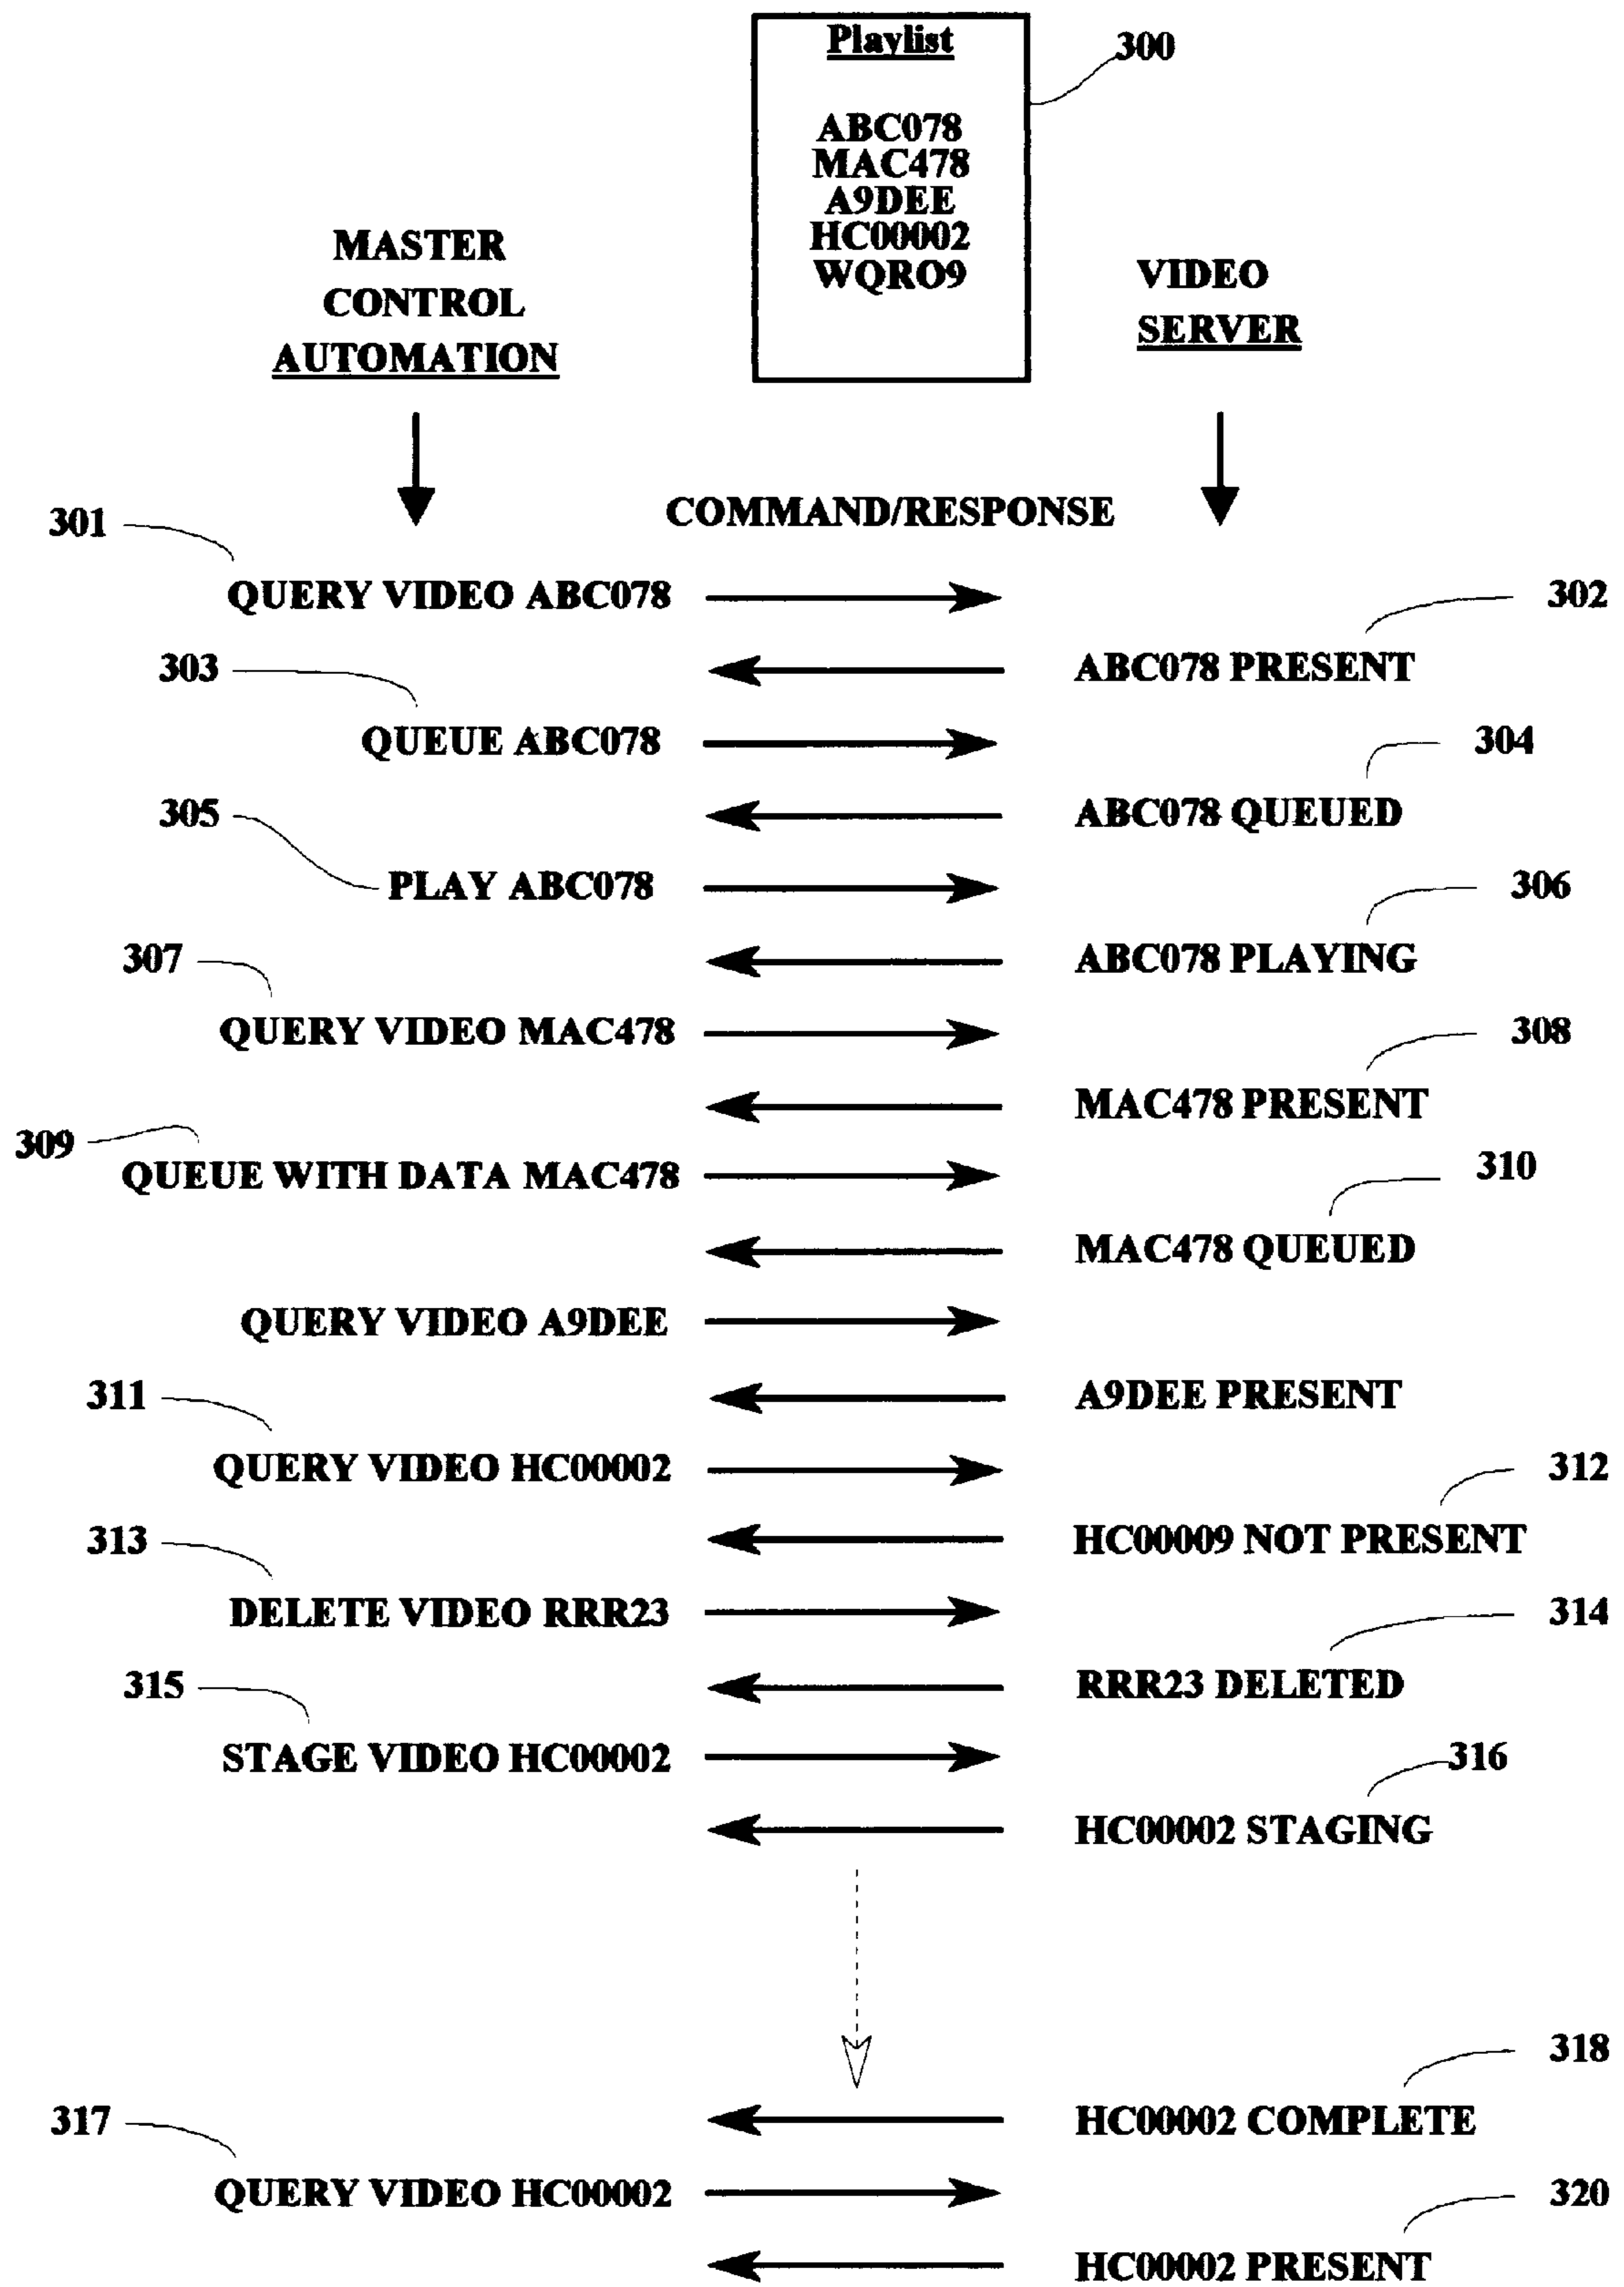 Playlist
300
ABC078
MAC478
A9DEE
HC00002
WQRO9
MASTER
CONTROL
AUTOMATION
VIDEO
SERVER
COMMAND/RESPONSE
301
QUERY VIDEO ABC078
302
ABC078 PRESENT
303
QUEUE ABC078
304
ABC078 QUEUED
305
PLAY ABC078
306
ABC078 PLAYING
307
QUERY VIDEO MAC478
308
MAC478 PRESENT
309
QUEUE WITH DATA MAC478
310
MAC478 QUEUED
QUERY VIDEO A9DEE
A9DEE PRESENT
311
QUERY VIDEO HC00002
312
HC00009 NOT PRESENT
313
DELETE VIDEO RRR23
314
RRR23 DELETED
315
STAGE VIDEO HC00002
316
HC00002 STAGING
318
HC00002 COMPLETE
317
QUERY VIDEO HC00002
320
HC00002 PRESENT